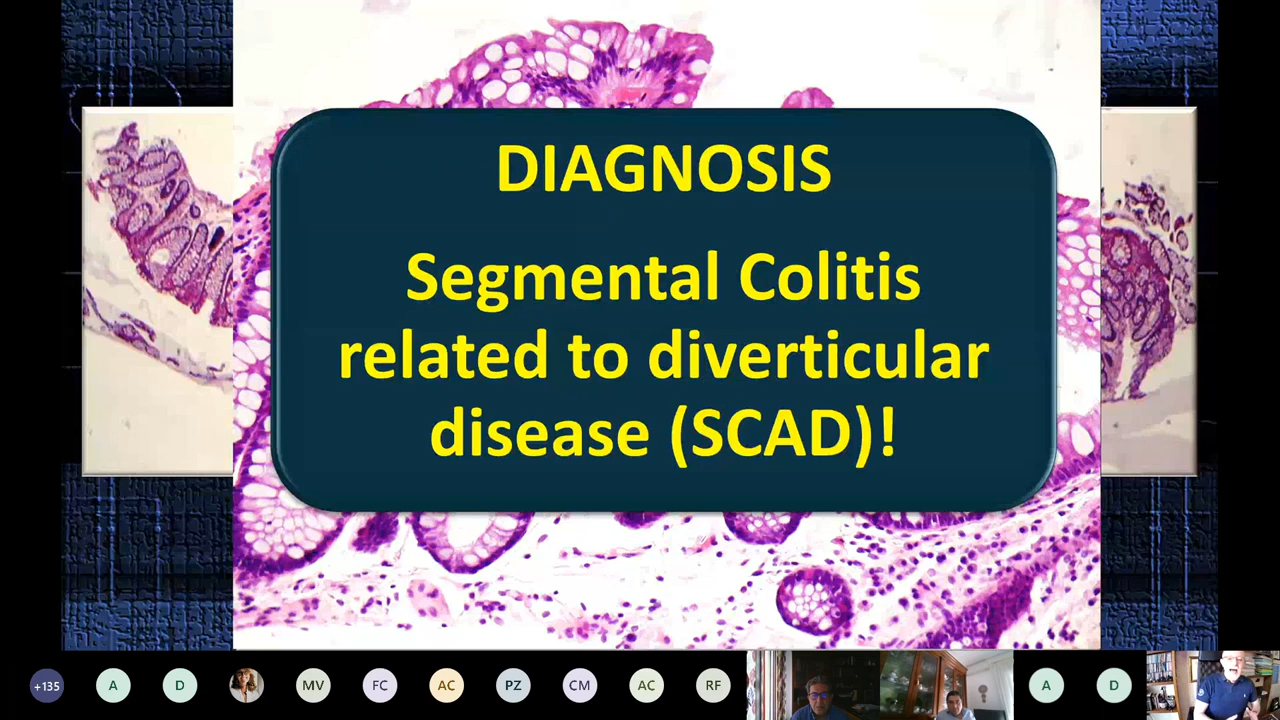 DIAGNOSIS
Segmental Colitis
related to diverticular
disease (SCAD)!
+135
A
D
MV
FC
AC
PZ
CM
AC
RF
A
D